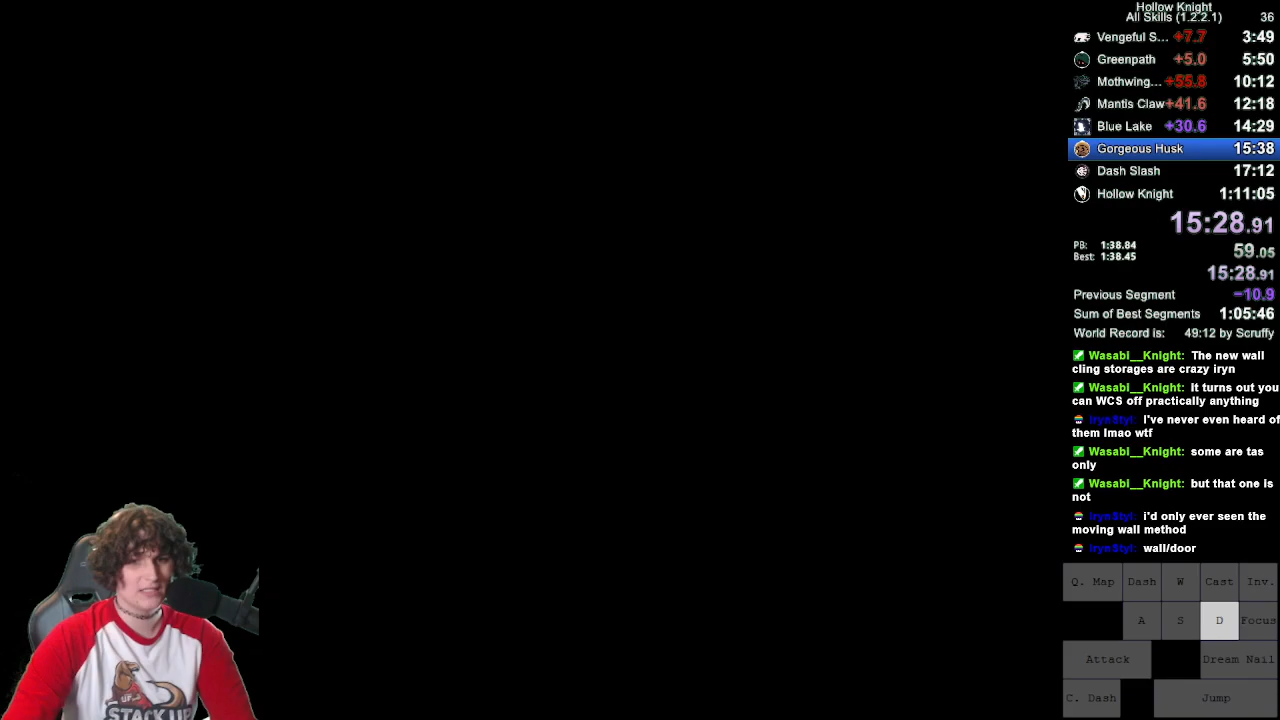 Hollow Knight
All Skills (1.2.2.1) 36
Vengeful S... +7.7 3:49
Greenpath +5.0 5:50
Mothwing... +55.8 10:12
Mantis Claw +41.6 12:18
Blue Lake +30.6 14:29
Gorgeous Husk 15:38
Dash Slash 17:12
Hollow Knight 1:11:05
15:28.91
PB: 1:38.84 59.05
Best: 1:38.45
15:28.91
Previous Segment −10.9
Sum of Best Segments 1:05:46
World Record is: 49:12 by Scruffy
Wasabi__Knight: The new wall
cling storages are crazy iryn
Wasabi__Knight: It turns out you
can WCS off practically anything
IrynStyl: I've never even heard of
them lmao wtf
Wasabi__Knight: some are tas
only
Wasabi__Knight: but that one is
not
IrynStyl: i'd only ever seen the
moving wall method
IrynStyl: wall/door
Q. Map Dash W Cast Inv.
A S D Focus
Attack Dream Nail
C. Dash Jump
UP
STACK UP